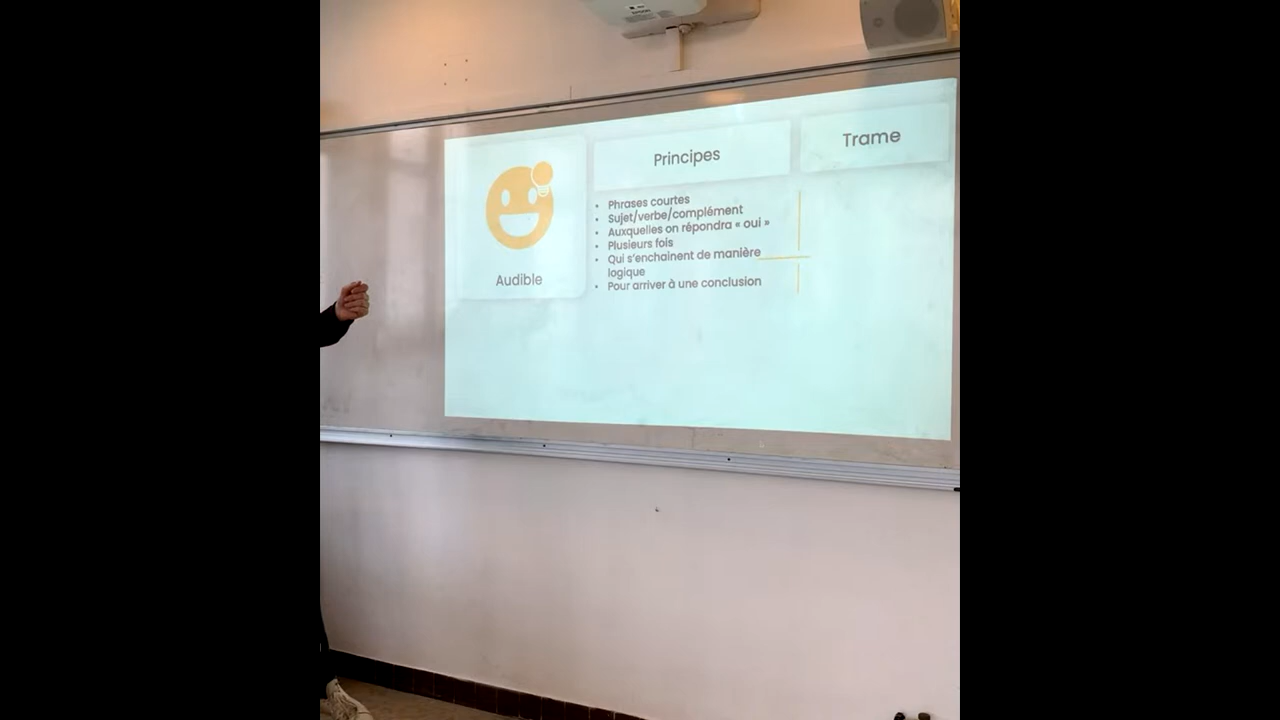 EPSON
Principes
Trame
Audible
• Phrases courtes
• Sujet/verbe/complément
• Auxquelles on répondra « oui »
• Plusieurs fois
• Qui s'enchainent de manière
logique
• Pour arriver à une conclusion